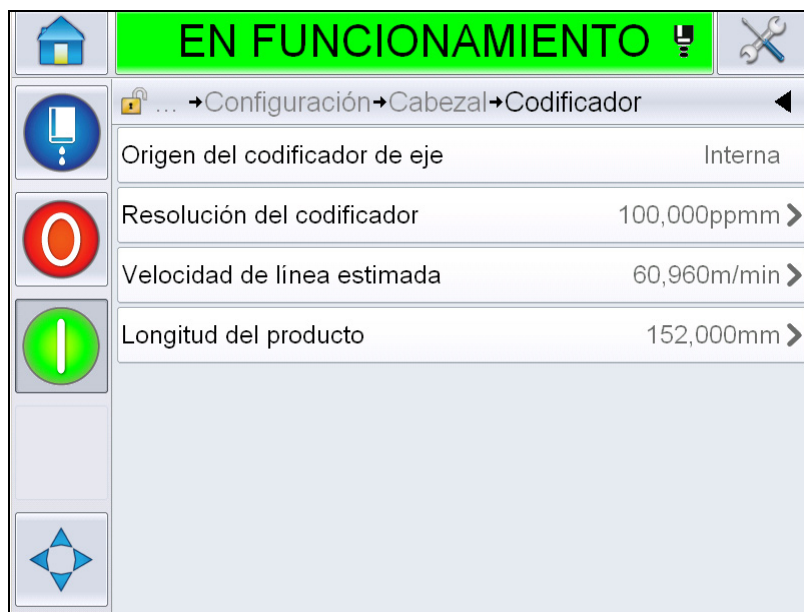 EN FUNCIONAMIENTO
... →Configuración→Cabezal→Codificador
Origen del codificador de eje Interna
Resolución del codificador 100,000ppmm
Velocidad de línea estimada 60,960m/min
Longitud del producto 152,000mm